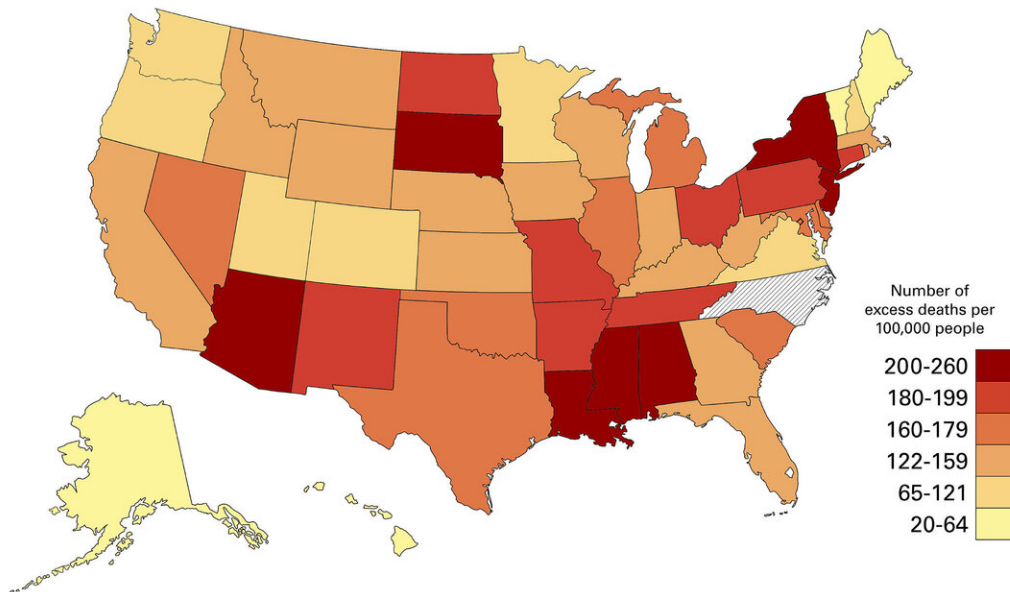 Number of
excess deaths per
100,000 people
200-260
180-199
160-179
122-159
65-121
20-64